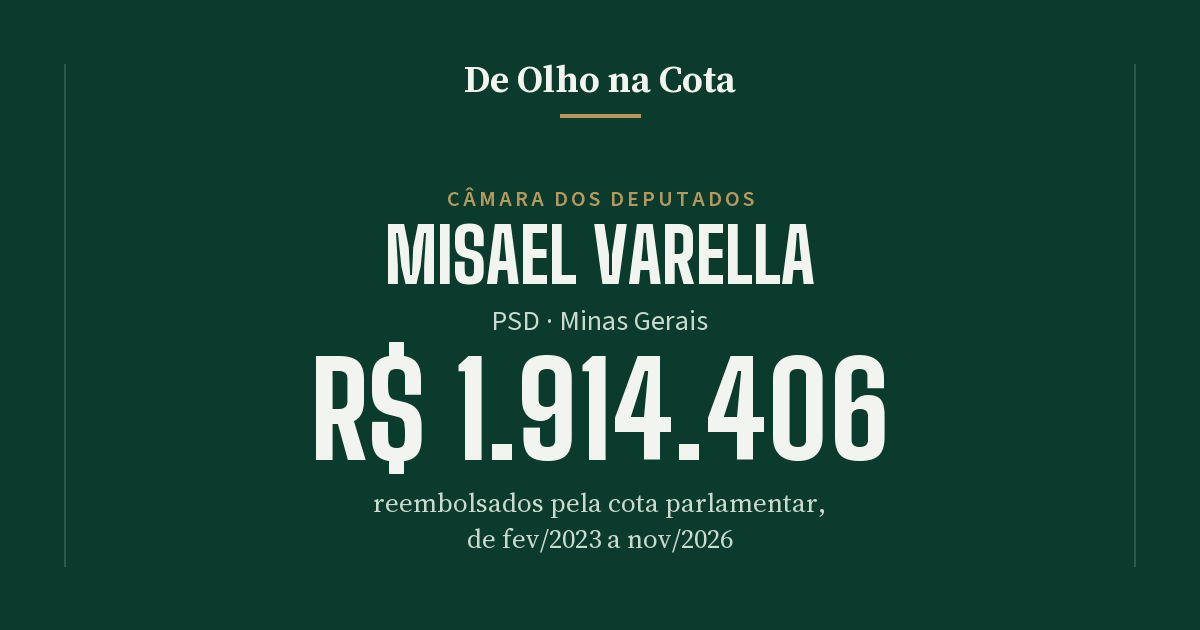 De Olho na Cota
CÂMARA DOS DEPUTADOS
MISAEL VARELLA
PSD · Minas Gerais
R$ 1.914.406
reembolsados pela cota parlamentar,
de fev/2023 a nov/2026